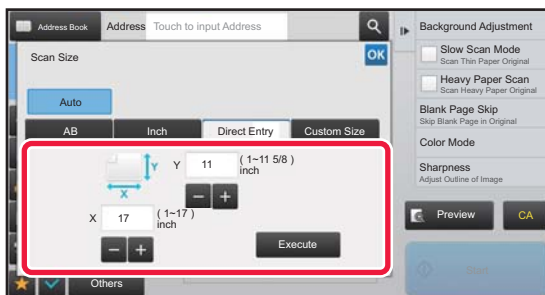 Address Book
Address
Touch to input Address
Scan Size
OK
Auto
AB
Inch
Direct Entry
Custom Size
Y
Y
11
( 1~11 5/8 )
inch
X
X
17
( 1~17 )
inch
Execute
Others
Background Adjustment
Slow Scan Mode
Scan Thin Paper Original
Heavy Paper Scan
Scan Heavy Paper Original
Blank Page Skip
Skip Blank Page in Original
Color Mode
Sharpness
Adjust Outline of Image
Preview
CA
Start